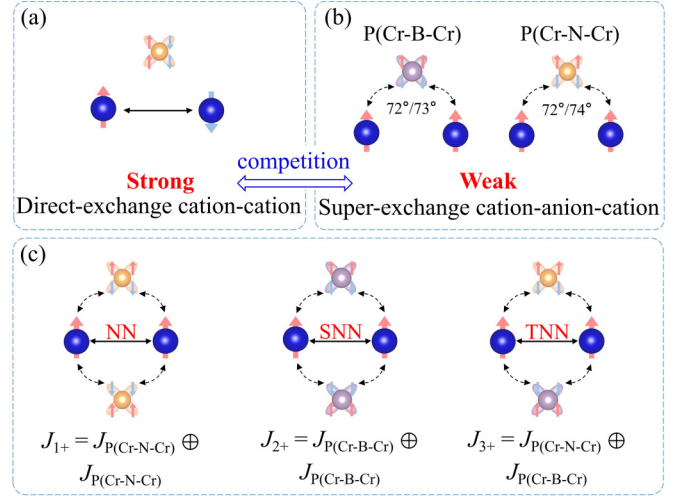 (a)
Strong
Direct-exchange cation-cation
competition
(b)
P(Cr-B-Cr)
P(Cr-N-Cr)
72°/73°
72°/74°
Weak
Super-exchange cation-anion-cation
(c)
NN
SNN
TNN
J1+ = JP(Cr-N-Cr) ⊕
JP(Cr-N-Cr)
J2+ = JP(Cr-B-Cr) ⊕
JP(Cr-B-Cr)
J3+ = JP(Cr-N-Cr) ⊕
JP(Cr-B-Cr)